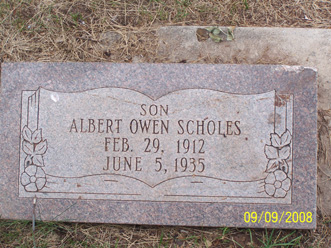 SON
ALBERT OWEN SCHOLES
FEB. 29, 1912
JUNE 5, 1935
09/09/2008